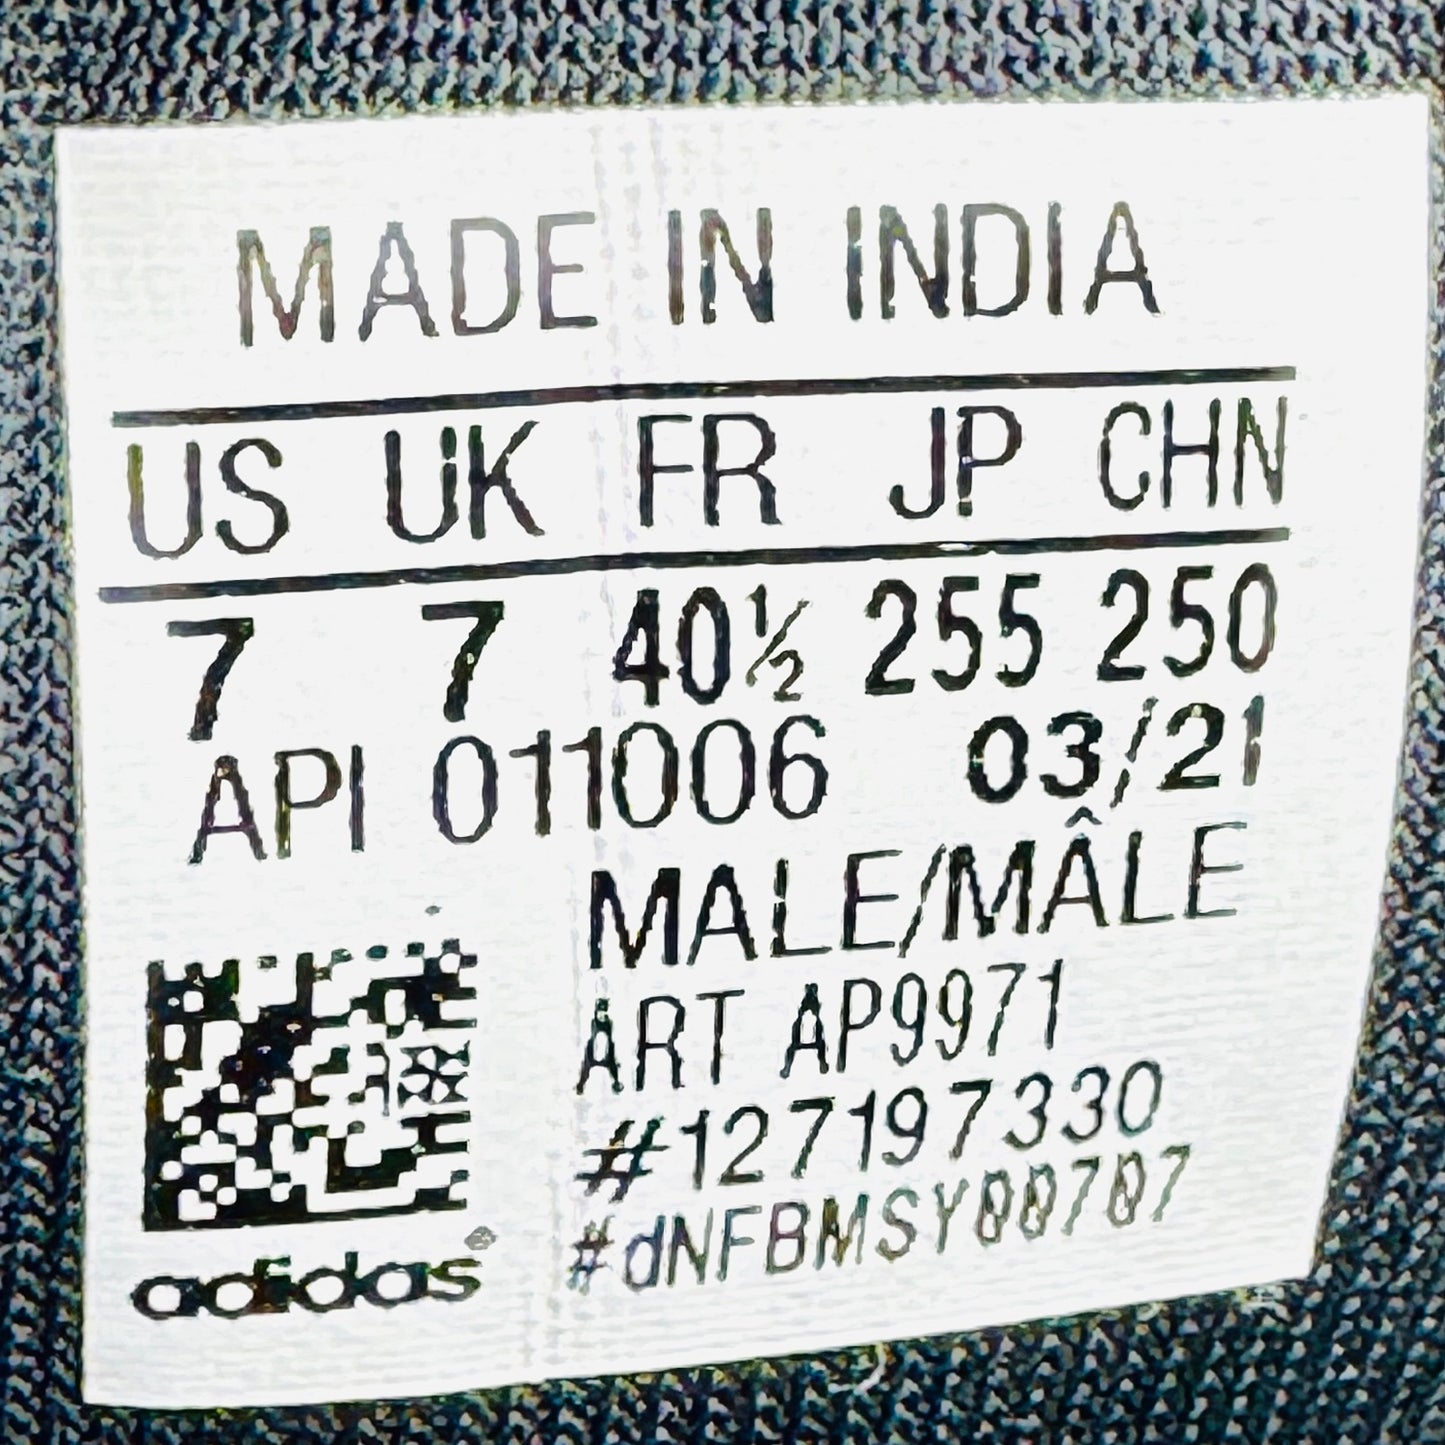 MADE IN INDIA
US UK FR JP CHN
7 7 40½ 255 250
API 011006 03/21
MALE/MÂLE
ART AP9971
#127197330
#dNFBMSY00707
adidas®